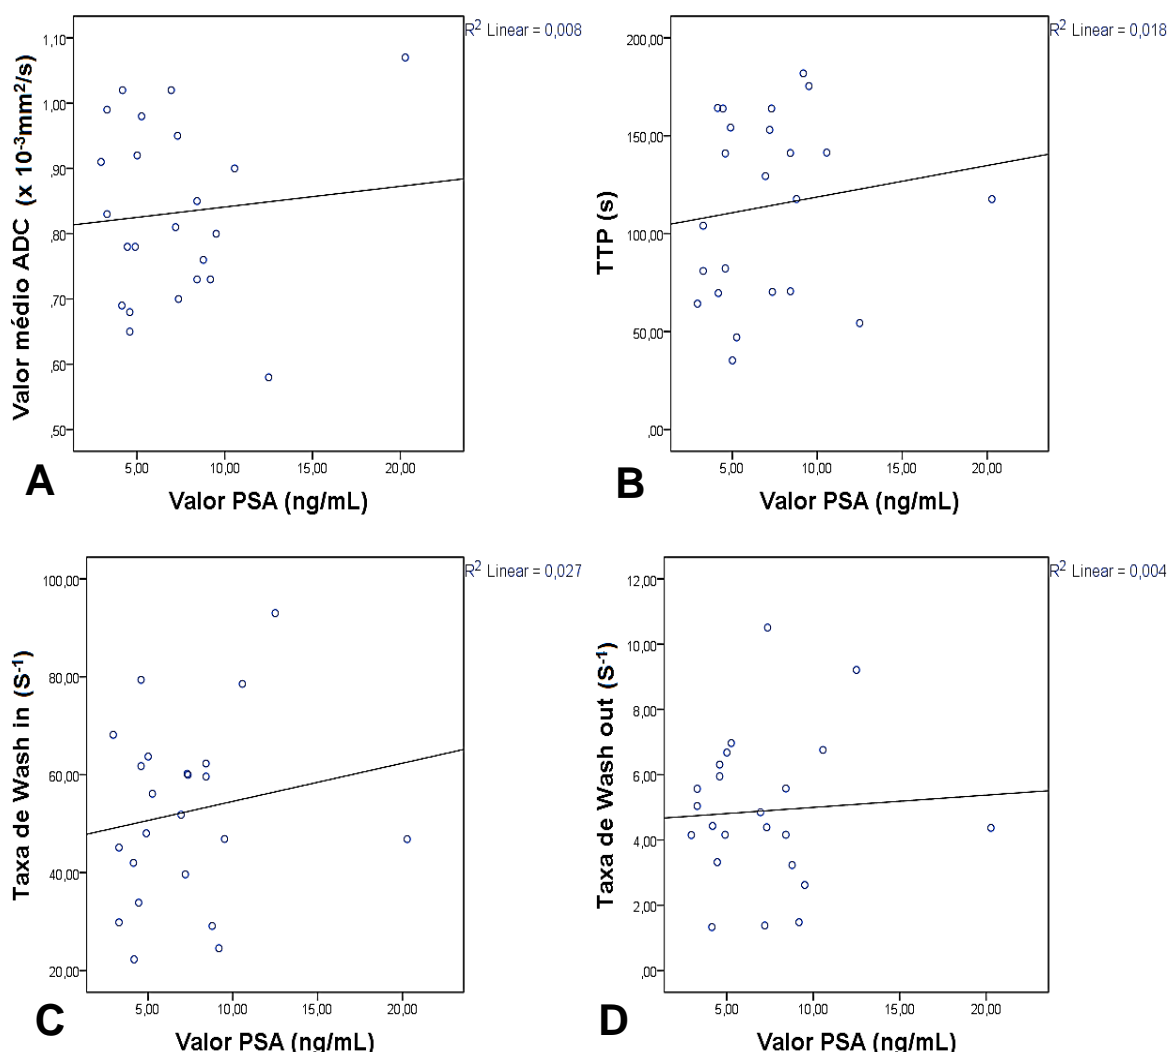 R² Linear = 0,008
Valor médio ADC (x 10⁻³mm²/s)
1,10
1,00
,90
,80
,70
,60
,50
5,00 10,00 15,00 20,00
A
Valor PSA (ng/mL)
R² Linear = 0,018
TTP (s)
200,00
150,00
100,00
50,00
,00
5,00 10,00 15,00 20,00
B
Valor PSA (ng/mL)
R² Linear = 0,027
Taxa de Wash in (S⁻¹)
100,00
80,00
60,00
40,00
20,00
5,00 10,00 15,00 20,00
C
Valor PSA (ng/mL)
R² Linear = 0,004
Taxa de Wash out (S⁻¹)
12,00
10,00
8,00
6,00
4,00
2,00
,00
5,00 10,00 15,00 20,00
D
Valor PSA (ng/mL)